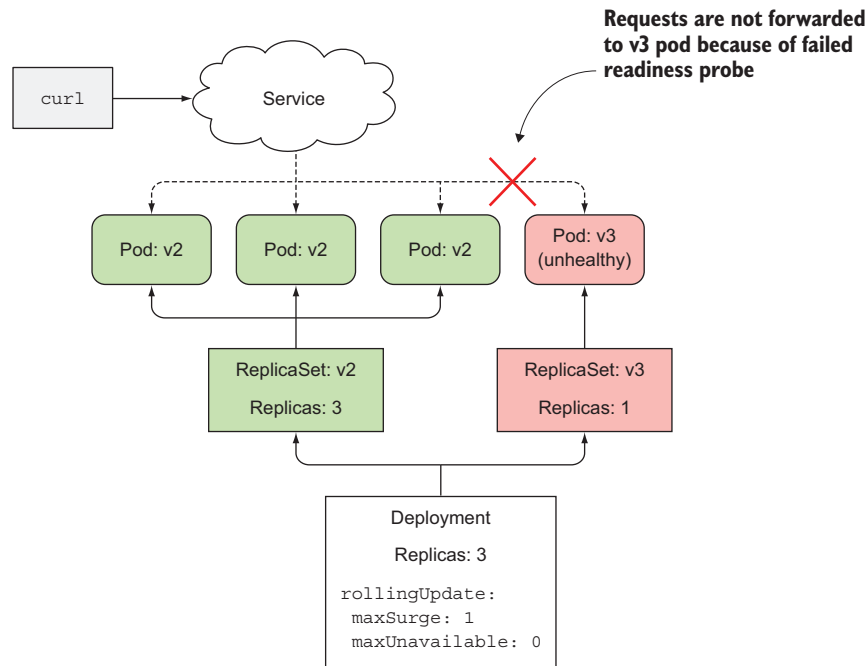 Requests are not forwarded
to v3 pod because of failed
readiness probe
curl
Service
Pod: v2
Pod: v2
Pod: v2
Pod: v3
(unhealthy)
ReplicaSet: v2
Replicas: 3
ReplicaSet: v3
Replicas: 1
Deployment
Replicas: 3
rollingUpdate:
maxSurge: 1
maxUnavailable: 0